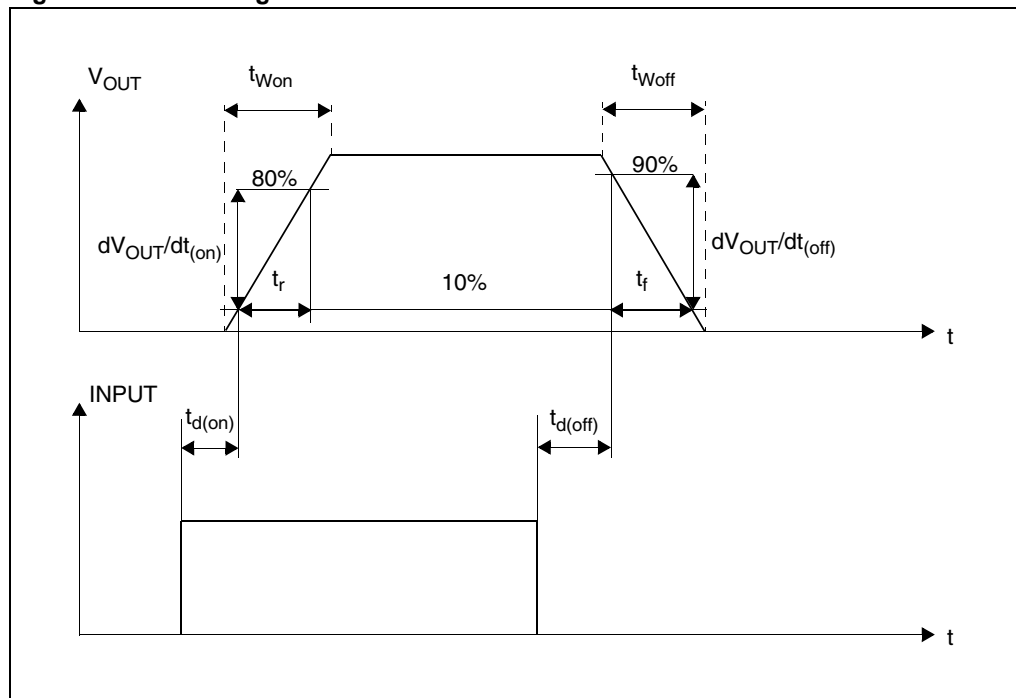 V_OUT
t_Won
t_Woff
80%
90%
dV_OUT/dt_(on)
dV_OUT/dt_(off)
t_r
10%
t_f
t
INPUT
t_d(on)
t_d(off)
t